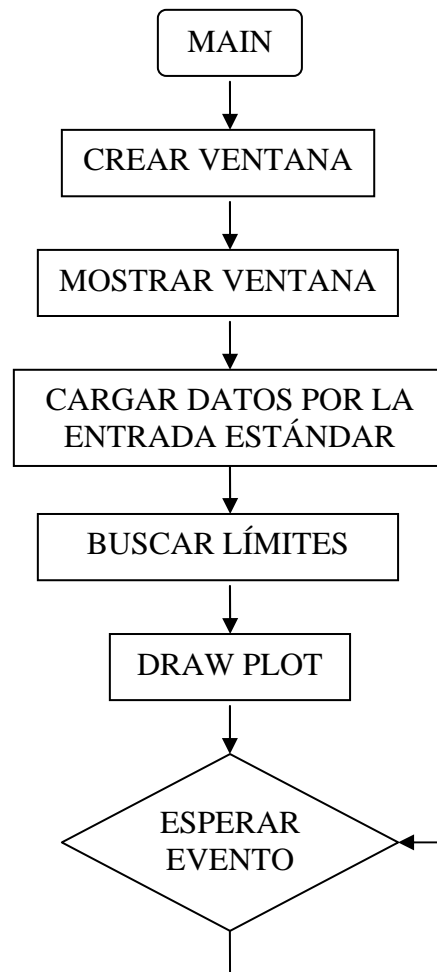 MAIN
CREAR VENTANA
MOSTRAR VENTANA
CARGAR DATOS POR LA
ENTRADA ESTÁNDAR
BUSCAR LÍMITES
DRAW PLOT
ESPERAR
EVENTO